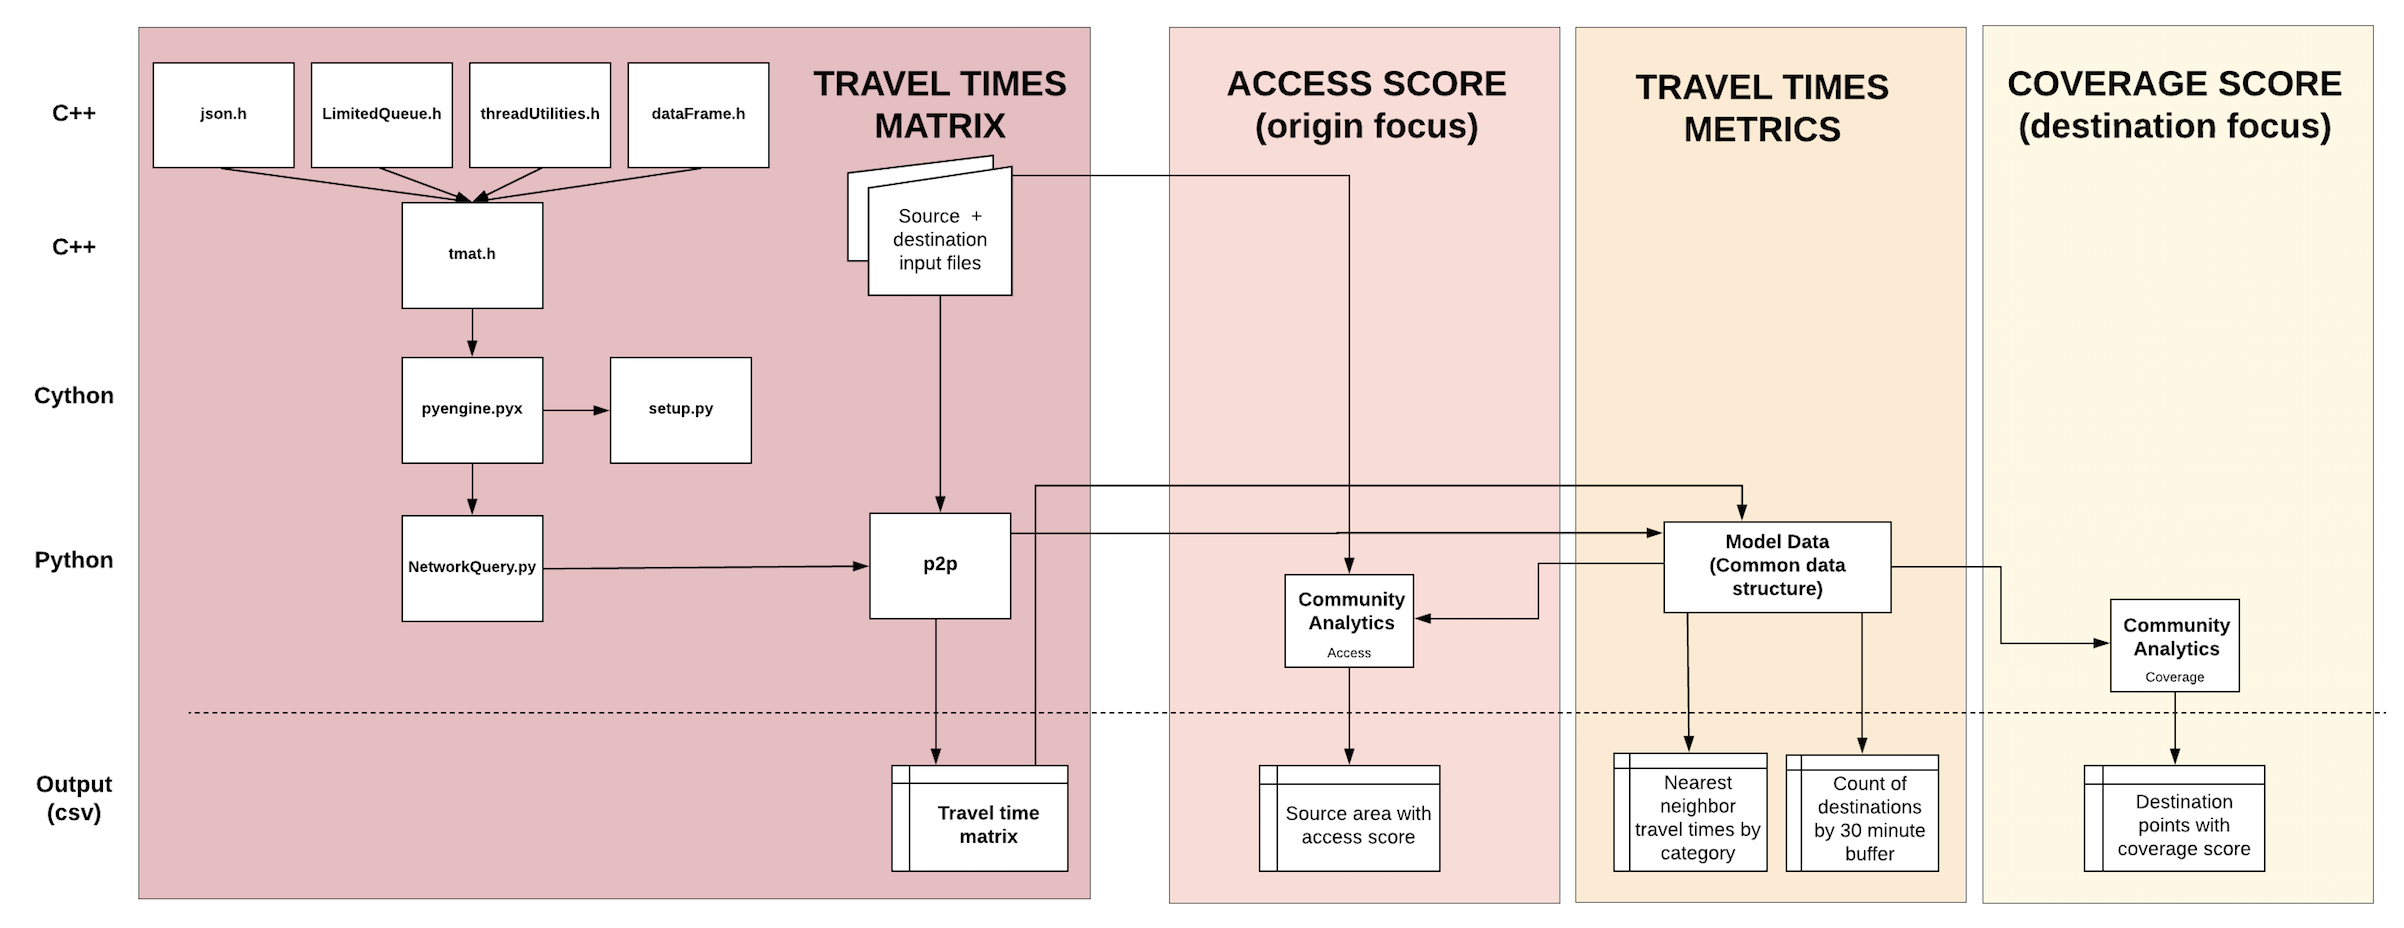 TRAVEL TIMES
MATRIX
ACCESS SCORE
(origin focus)
TRAVEL TIMES
METRICS
COVERAGE SCORE
(destination focus)
C++
json.h
LimitedQueue.h
threadUtilities.h
dataFrame.h
C++
tmat.h
Source +
destination
input files
Cython
pyengine.pyx
setup.py
Python
NetworkQuery.py
p2p
Community
Analytics
Access
Model Data
(Common data
structure)
Community
Analytics
Coverage
Output
(csv)
Travel time
matrix
Source area with
access score
Nearest
neighbor
travel times by
category
Count of
destinations
by 30 minute
buffer
Destination
points with
coverage score